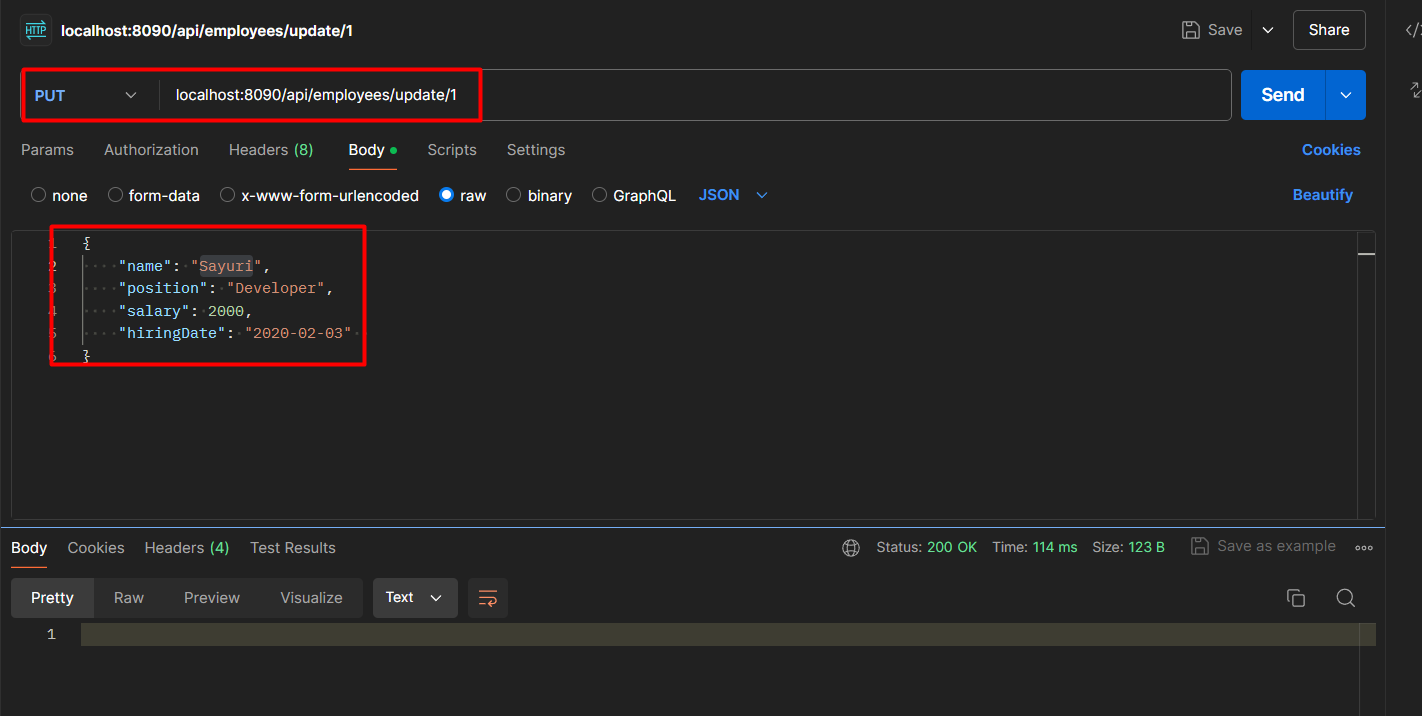 HTTP localhost:8090/api/employees/update/1 Save Share
PUT localhost:8090/api/employees/update/1 Send
Params Authorization Headers (8) Body Scripts Settings Cookies
none form-data x-www-form-urlencoded raw binary GraphQL JSON Beautify
1 {
2 "name": "Sayuri",
3 "position": "Developer",
4 "salary": 2000,
5 "hiringDate": "2020-02-03"
6 }
Body Cookies Headers (4) Test Results Status: 200 OK Time: 114 ms Size: 123 B Save as example
Pretty Raw Preview Visualize Text
1